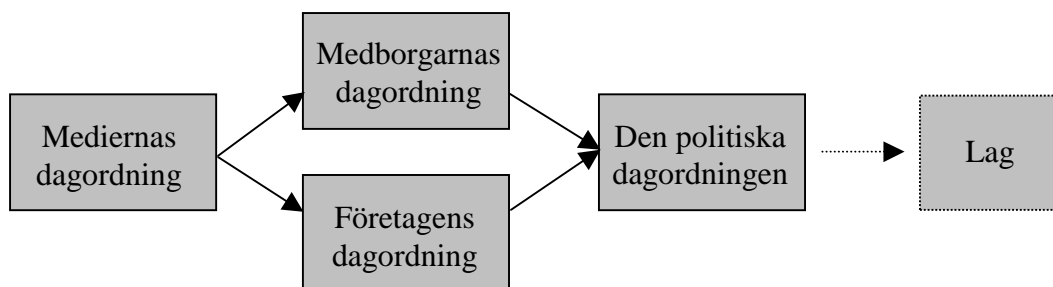 Mediernas
dagordning
Medborgarnas
dagordning
Företagens
dagordning
Den politiska
dagordningen
Lag